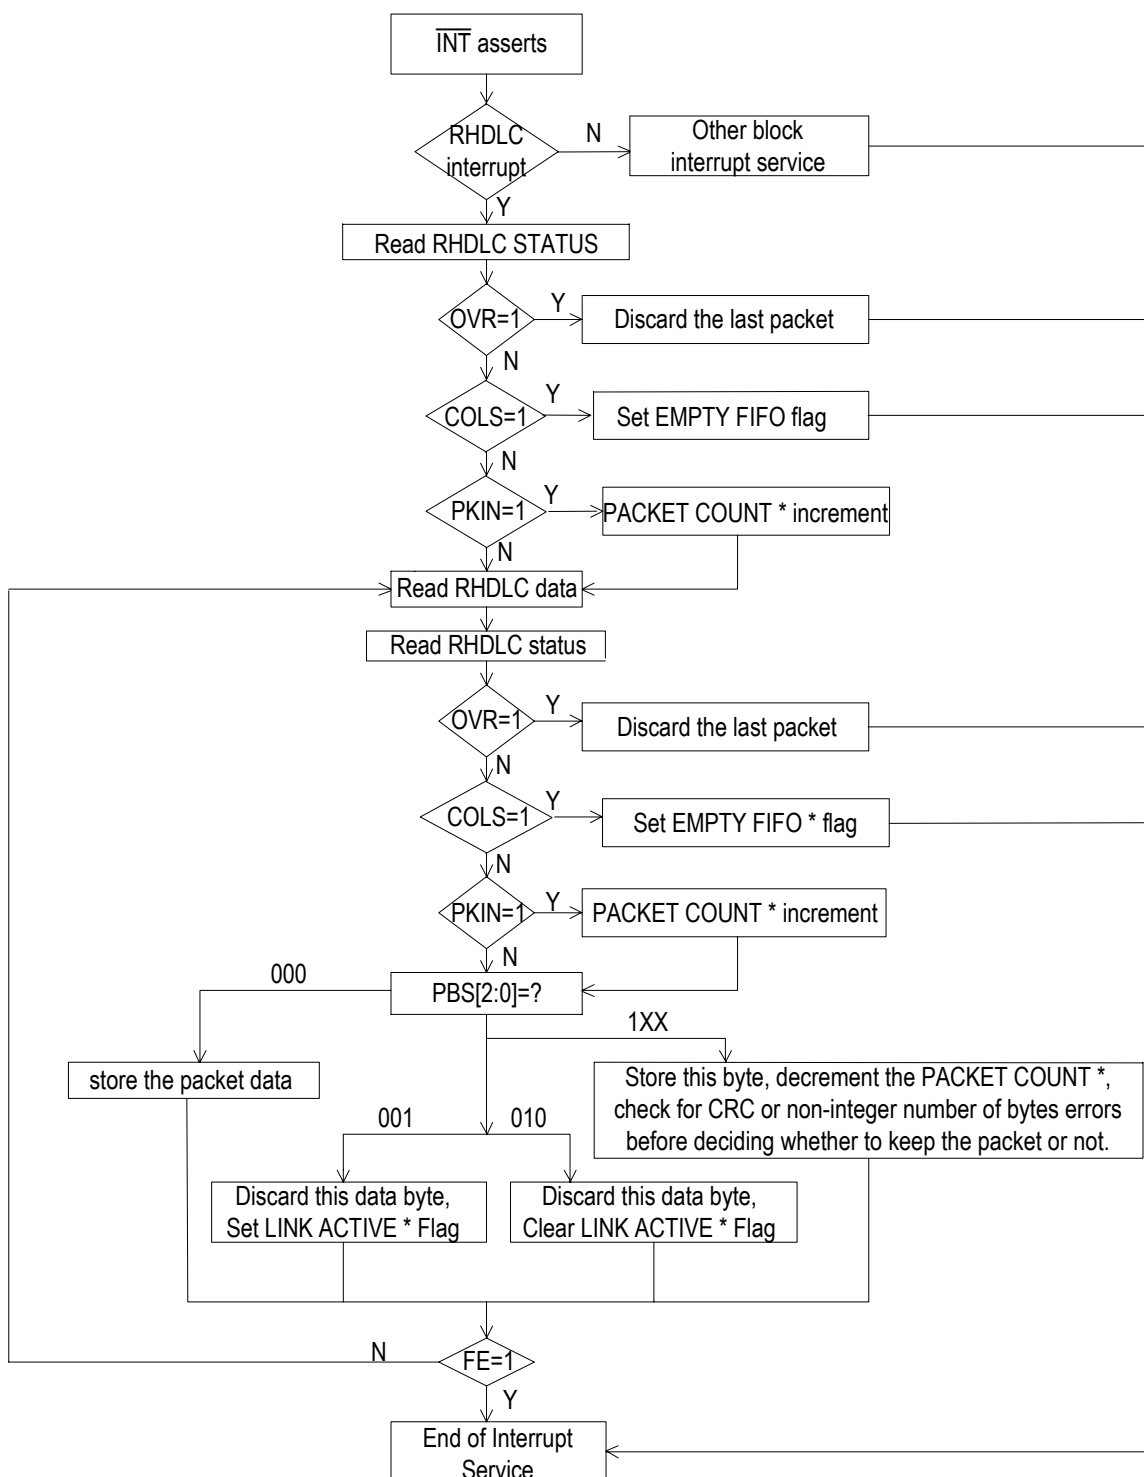 INT asserts
RHDLC
interrupt
N
Other block
interrupt service
Y
Read RHDLC STATUS
OVR=1
Y
Discard the last packet
N
COLS=1
Y
Set EMPTY FIFO flag
N
PKIN=1
Y
PACKET COUNT * increment
N
Read RHDLC data
Read RHDLC status
OVR=1
Y
Discard the last packet
N
COLS=1
Y
Set EMPTY FIFO * flag
N
PKIN=1
Y
PACKET COUNT * increment
N
000
PBS[2:0]=?
1XX
store the packet data
Store this byte, decrement the PACKET COUNT *,
check for CRC or non-integer number of bytes errors
before deciding whether to keep the packet or not.
001
010
Discard this data byte,
Set LINK ACTIVE * Flag
Discard this data byte,
Clear LINK ACTIVE * Flag
N
FE=1
Y
End of Interrupt
Service